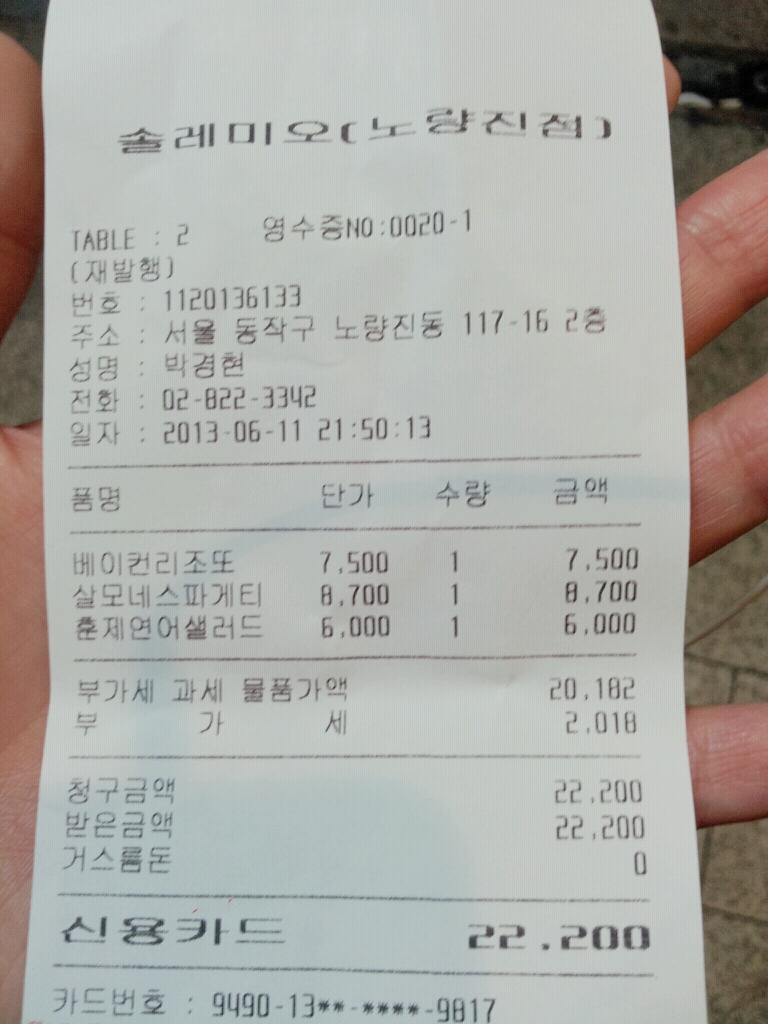 솔레미오(노량진점)
TABLE : 2 영수증NO:0020-1
(재발행)
번호 : 1120136133
주소 : 서울 동작구 노량진동 117-16 2층
성명 : 박경현
전화 : 02-822-3342
일자 : 2013-06-11 21:50:13
품명 단가 수량 금액
베이컨리조또 7,500 1 7,500
살모네스파게티 8,700 1 8,700
훈제연어샐러드 6,000 1 6,000
부가세 과세 물품가액 20,182
부 가 세 2,018
청구금액 22,200
받은금액 22,200
거스름돈 0
신용카드 22,200
카드번호 : 9490-13**-****-9817